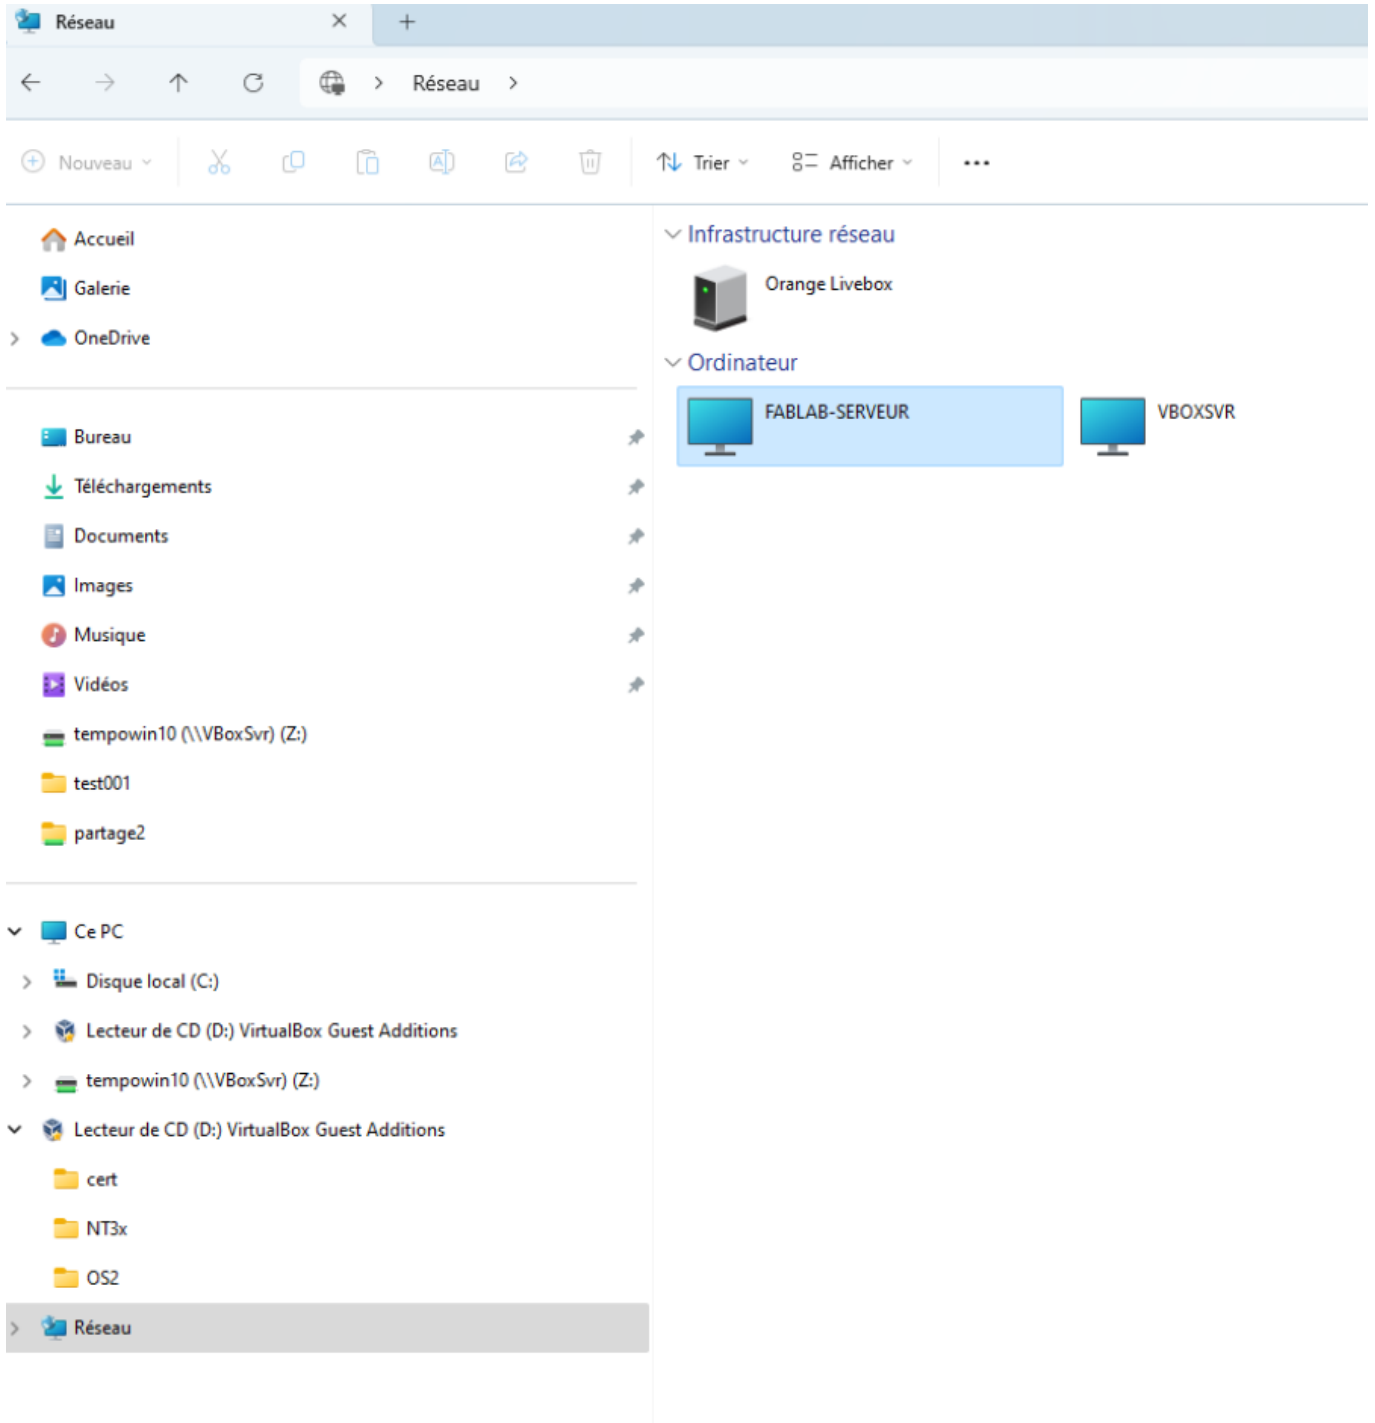 Réseau
Réseau
Nouveau
Trier
Afficher
Accueil
Galerie
OneDrive
Bureau
Téléchargements
Documents
Images
Musique
Vidéos
tempowin10 (\\VBoxSvr) (Z:)
test001
partage2
Ce PC
Disque local (C:)
Lecteur de CD (D:) VirtualBox Guest Additions
tempowin10 (\\VBoxSvr) (Z:)
Lecteur de CD (D:) VirtualBox Guest Additions
cert
NT3x
OS2
Réseau
Infrastructure réseau
Orange Livebox
Ordinateur
FABLAB-SERVEUR
VBOXSVR